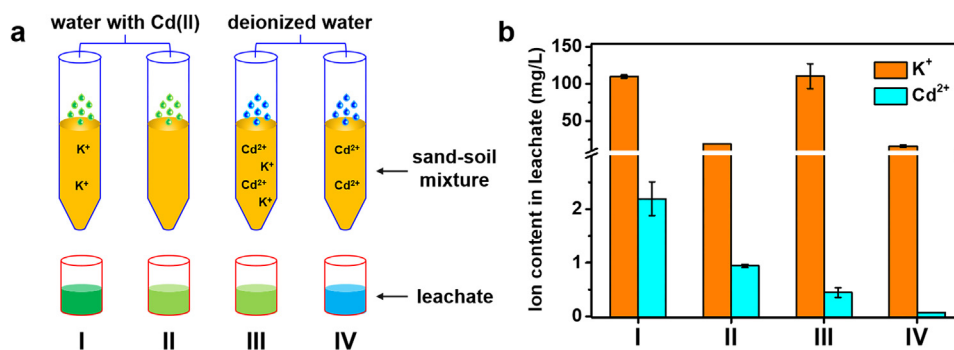 a
water with Cd(II)
deionized water
K⁺
K⁺
Cd²⁺
K⁺
Cd²⁺
K⁺
Cd²⁺
Cd²⁺
sand-soil
mixture
leachate
I
II
III
IV
b
Ion content in leachate (mg/L)
150
100
50
2
1
0
K⁺
Cd²⁺
I
II
III
IV